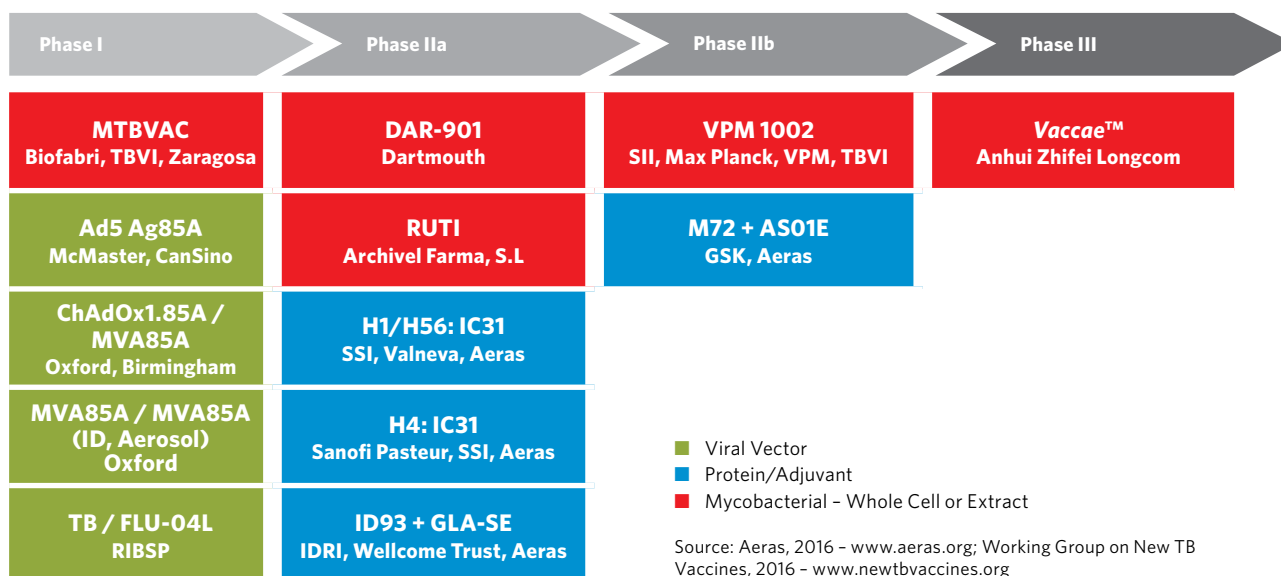 Phase I
Phase IIa
Phase IIb
Phase III
MTBVAC
Biofabri, TBVI, Zaragosa
DAR-901
Dartmouth
VPM 1002
SII, Max Planck, VPM, TBVI
Vaccae™
Anhui Zhifei Longcom
Ad5 Ag85A
McMaster, CanSino
RUTI
Archivel Farma, S.L
M72 + AS01E
GSK, Aeras
ChAdOx1.85A /
MVA85A
Oxford, Birmingham
H1/H56: IC31
SSI, Valneva, Aeras
MVA85A / MVA85A
(ID, Aerosol)
Oxford
H4: IC31
Sanofi Pasteur, SSI, Aeras
TB / FLU-04L
RIBSP
ID93 + GLA-SE
IDRI, Wellcome Trust, Aeras
Viral Vector
Protein/Adjuvant
Mycobacterial – Whole Cell or Extract
Source: Aeras, 2016 – www.aeras.org; Working Group on New TB
Vaccines, 2016 – www.newtbvaccines.org